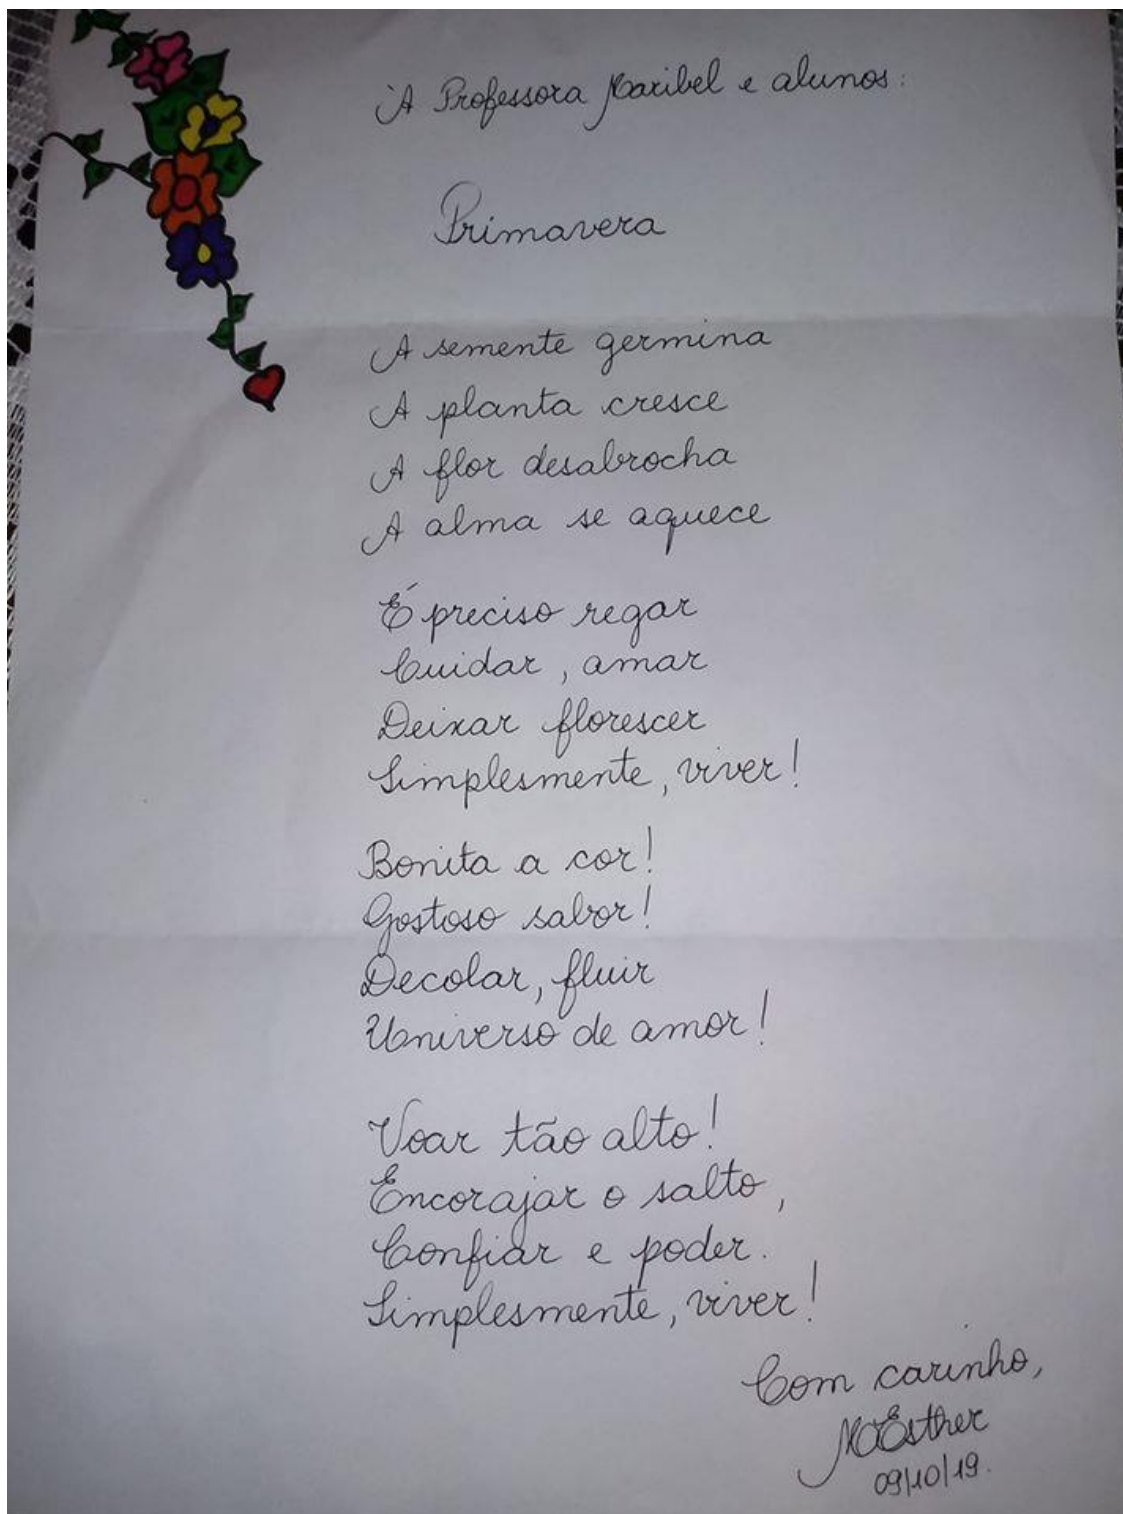 À Professora Maribel e alunos:
Primavera
A semente germina
A planta cresce
A flor desabrocha
A alma se aquece
É preciso regar
Cuidar, amar
Deixar florescer
Simplesmente, viver!
Bonita a cor!
Gostoso sabor!
Decolar, fluir
Universo de amor!
Voar tão alto!
Encorajar o salto,
Confiar e poder.
Simplesmente, viver!
Com carinho,
MaEsther
09/10/19.